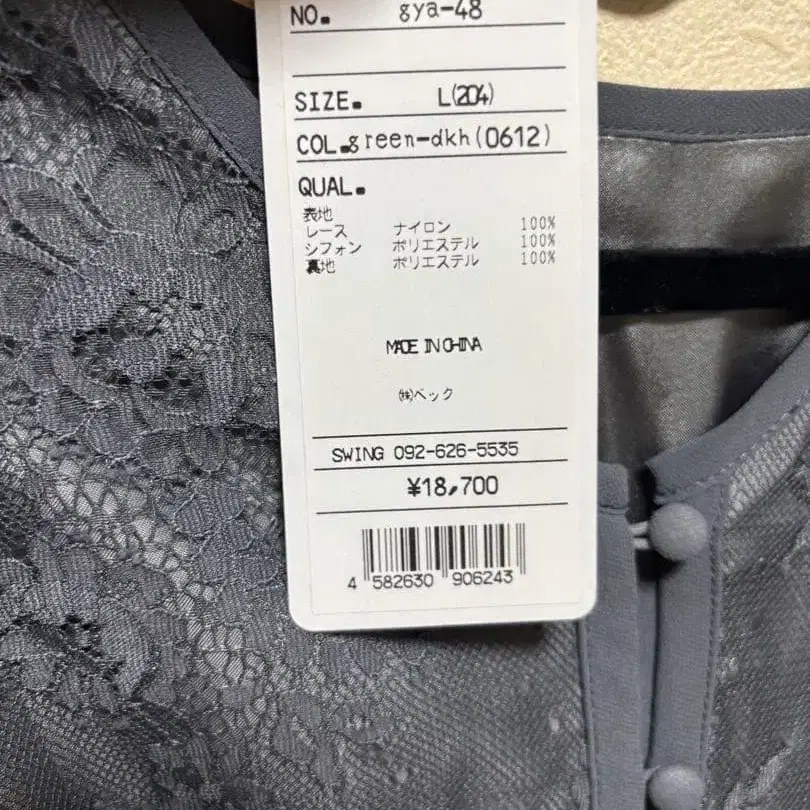 NO. gya-48
SIZE. L(204)
COL.green-dkh(0612)
QUAL.
表地
レース ナイロン 100%
シフォン ポリエステル 100%
裏地 ポリエステル 100%
MADE IN CHINA
㈱ベック
SWING 092-626-5535
¥18,700
4 582630 906243